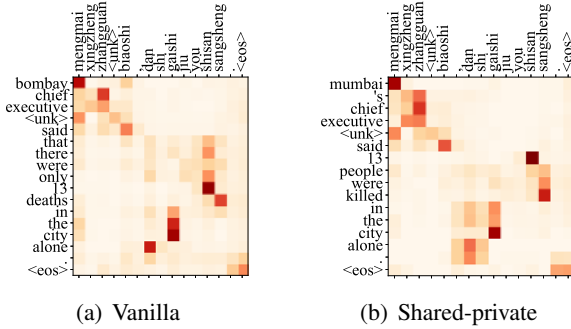 mengmai
xingzheng
zhangguan
<unk>
biaoshi
,
dan
shi
gaishi
jiu
you
shisan
sangsheng
.
<eos>
bombay
chief
executive
<unk>
said
that
there
were
only
13
deaths
in
the
city
alone
.
<eos>
(a) Vanilla
mengmai
xingzheng
zhangguan
<unk>
biaoshi
,
dan
shi
gaishi
jiu
you
shisan
sangsheng
.
<eos>
mumbai
's
chief
executive
<unk>
said
13
people
were
killed
in
the
city
alone
.
<eos>
(b) Shared-private